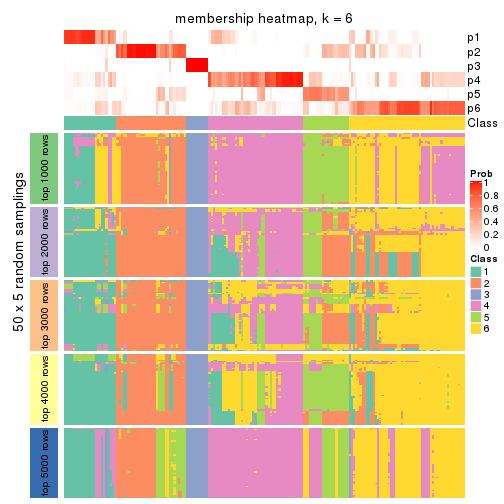 membership heatmap, k = 6
p1
p2
p3
p4
p5
p6
Class
50 x 5 random samplings
top 1000 rows
top 2000 rows
top 3000 rows
top 4000 rows
top 5000 rows
Prob
1
0.8
0.6
0.4
0.2
0
Class
1
2
3
4
5
6